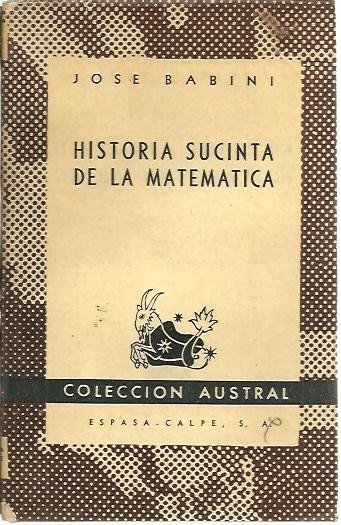 JOSE BABINI
HISTORIA SUCINTA
DE LA MATEMATICA
COLECCION AUSTRAL
ESPASA-CALPE, S. A.